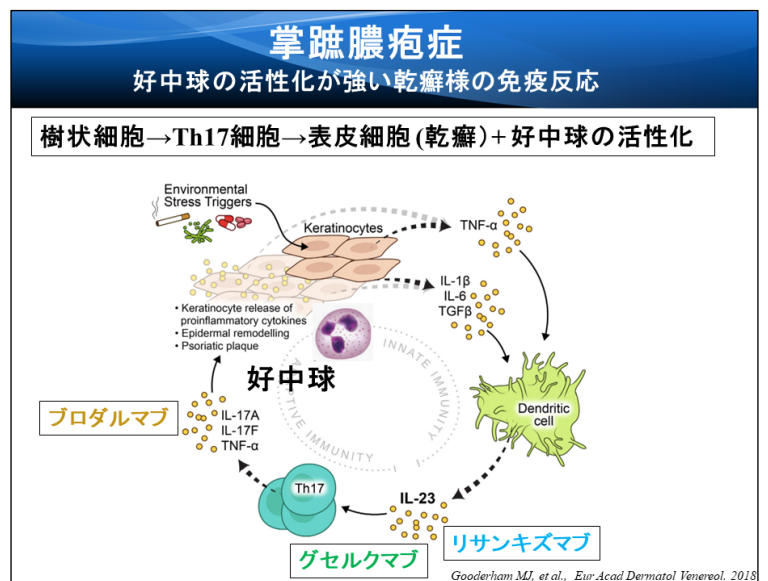 掌蹠膿疱症
好中球の活性化が強い乾癬様の免疫反応
樹状細胞→Th17細胞→表皮細胞(乾癬)+好中球の活性化
Environmental
Stress Triggers
Keratinocytes
TNF-α
IL-1β
IL-6
TGFβ
• Keratinocyte release of
proinflammatory cytokines
• Epidermal remodelling
• Psoriatic plaque
好中球
INNATE IMMUNITY
PTIVE IMMUNITY
Dendritic
cell
ブロダルマブ
IL-17A
IL-17F
TNF-α
Th17
IL-23
リサンキズマブ
グセルクマブ
Gooderham MJ, et al., Eur Acad Dermatol Venereol. 2018